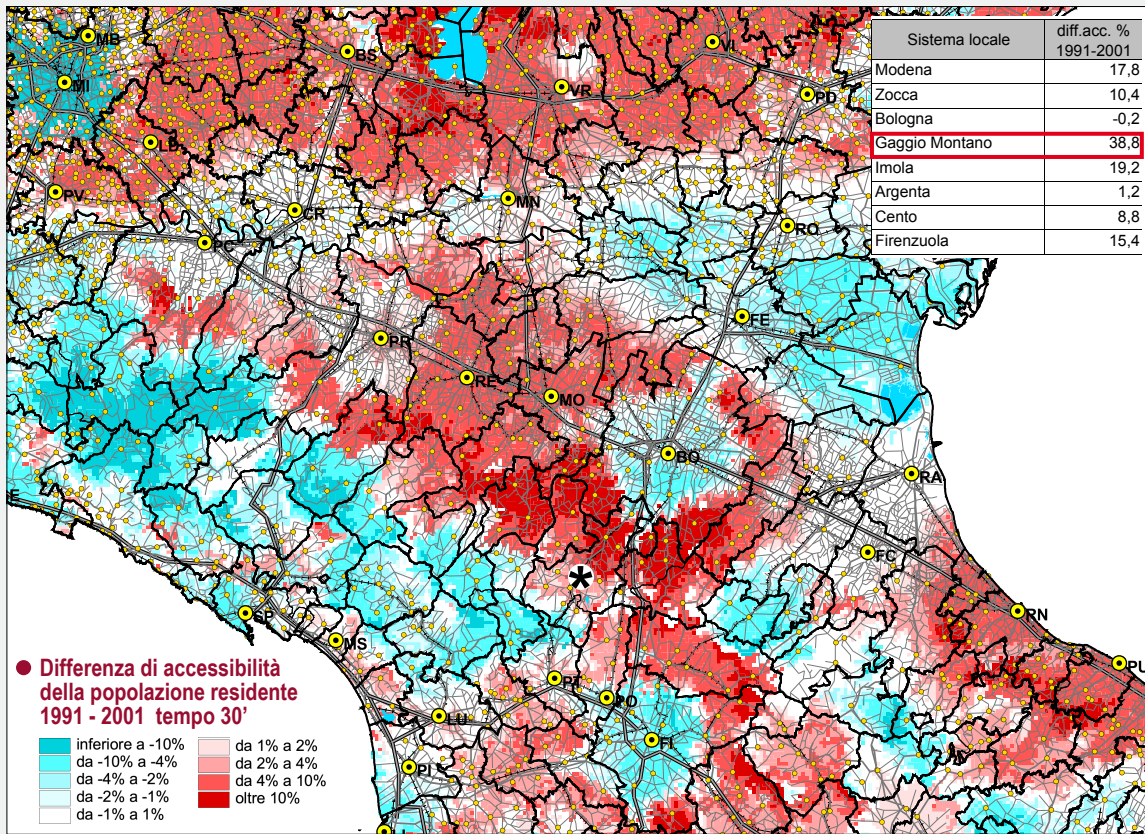 MB
MI
BS
VI
VR
PD
LD
PV
CR
MN
PC
RO
FE
PR
RE
MO
BO
RA
FC
SP
RN
MS
PU
PT
PO
LU
FI
PI
*
Sistema locale diff.acc. % 1991-2001
Modena 17,8
Zocca 10,4
Bologna -0,2
Gaggio Montano 38,8
Imola 19,2
Argenta 1,2
Cento 8,8
Firenzuola 15,4
Differenza di accessibilità
della popolazione residente
1991 - 2001 tempo 30'
inferiore a -10%
da -10% a -4%
da -4% a -2%
da -2% a -1%
da -1% a 1%
da 1% a 2%
da 2% a 4%
da 4% a 10%
oltre 10%